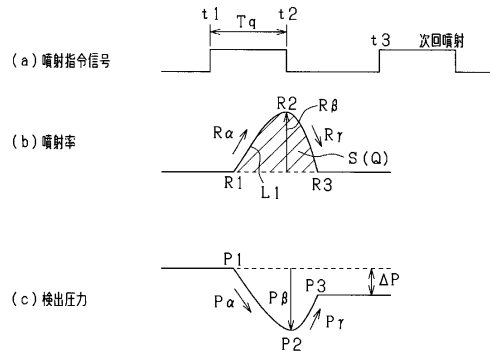 t1 Tq t2
t3 次回噴射
(a)噴射指令信号
R2 Rβ
Rα Rγ
(b)噴射率
S(Q)
R1 L1 R3
P1
P3 ΔP
(c)検出圧力
Pα Pβ Pγ
P2